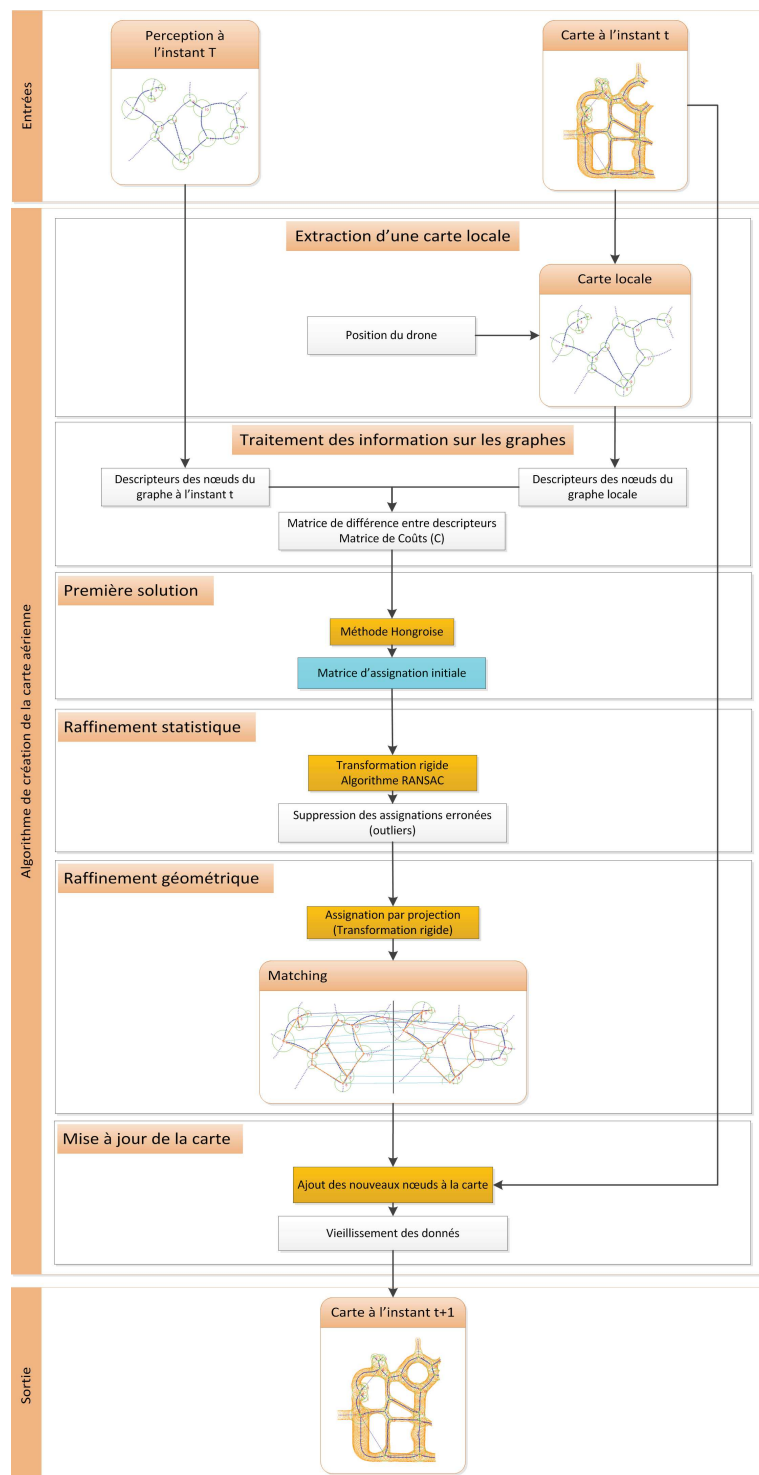 Entrées
Perception à
l’instant T
Carte à l’instant t
Algorithme de création de la carte aérienne
Extraction d’une carte locale
Carte locale
Position du drone
Traitement des information sur les graphes
Descripteurs des nœuds du
graphe à l’instant t
Descripteurs des nœuds du
graphe locale
Matrice de différence entre descripteurs
Matrice de Coûts (C)
Première solution
Méthode Hongroise
Matrice d’assignation initiale
Raffinement statistique
Transformation rigide
Algorithme RANSAC
Suppression des assignations erronées
(outliers)
Raffinement géométrique
Assignation par projection
(Transformation rigide)
Matching
Mise à jour de la carte
Ajout des nouveaux nœuds à la carte
Vieillissement des donnés
Sortie
Carte à l’instant t+1